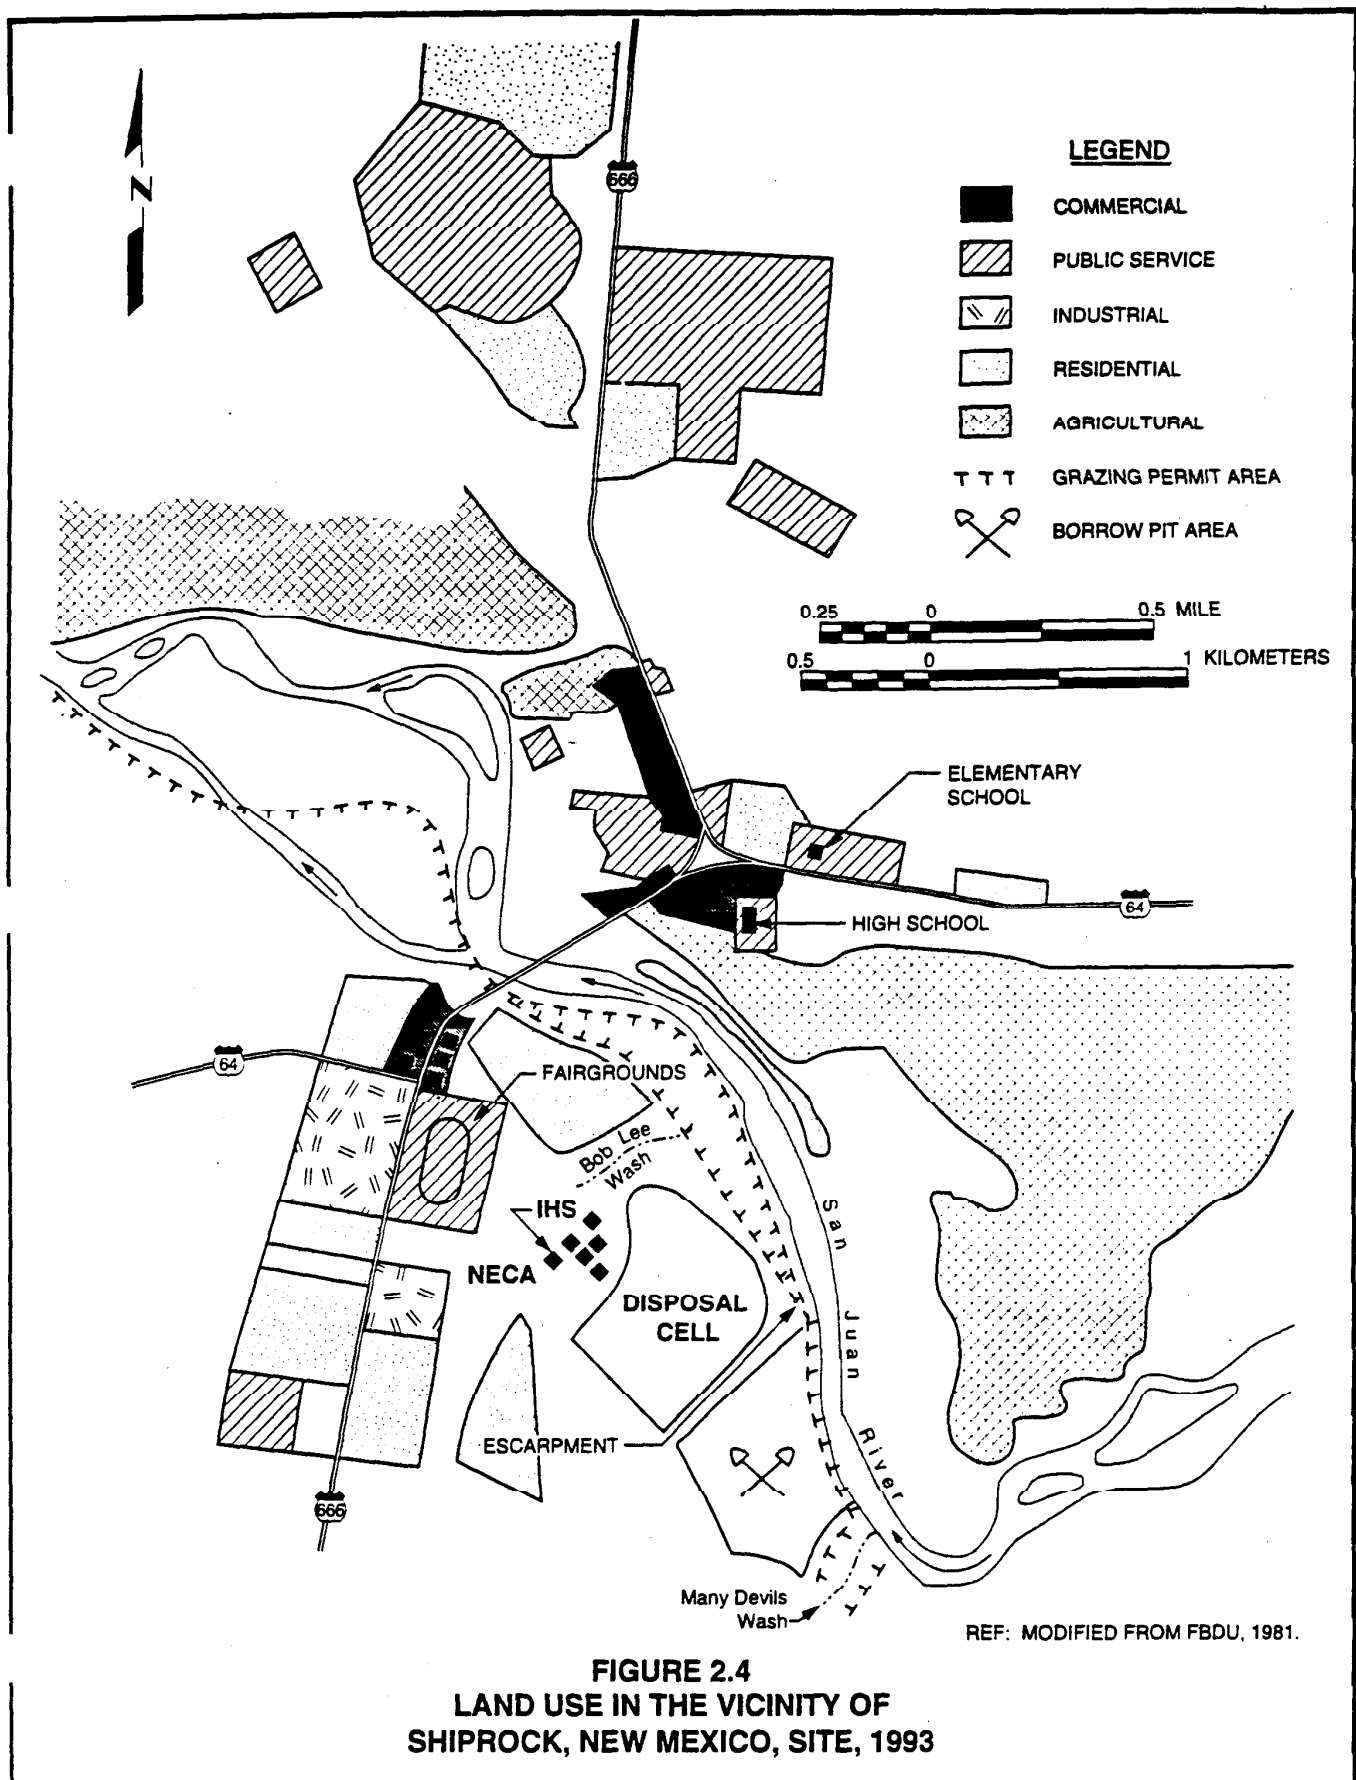 N
666
LEGEND
COMMERCIAL
PUBLIC SERVICE
INDUSTRIAL
RESIDENTIAL
AGRICULTURAL
GRAZING PERMIT AREA
BORROW PIT AREA
0.25 0 0.5 MILE
0.5 0 1 KILOMETERS
ELEMENTARY
SCHOOL
64
HIGH SCHOOL
64
FAIRGROUNDS
Bob Lee
Wash
IHS
NECA
DISPOSAL
CELL
San Juan River
ESCARPMENT
666
Many Devils
Wash
REF: MODIFIED FROM FBDU, 1981.
FIGURE 2.4
LAND USE IN THE VICINITY OF
SHIPROCK, NEW MEXICO, SITE, 1993